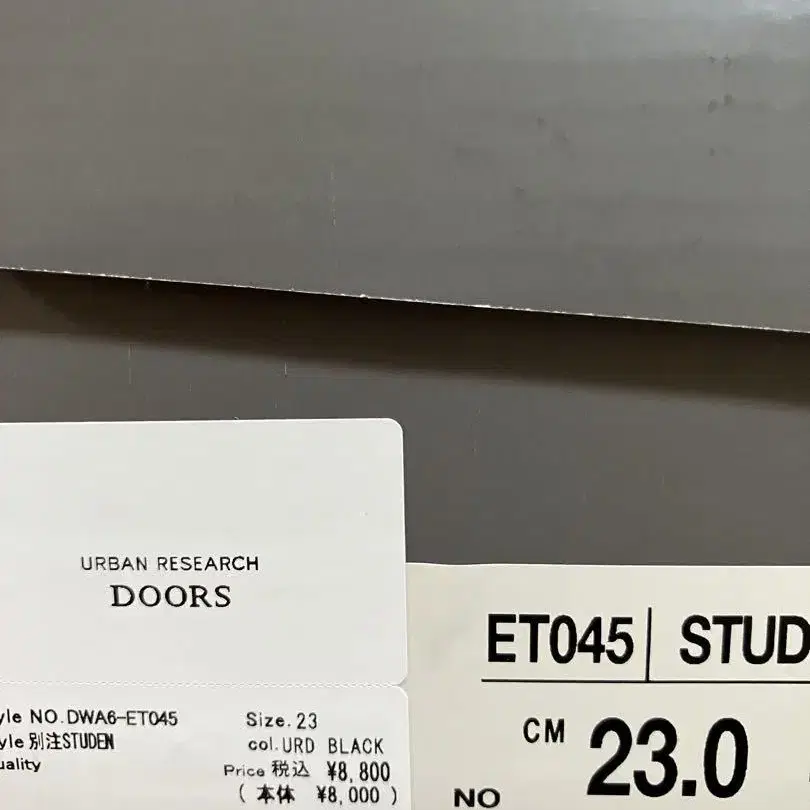 URBAN RESEARCH
DOORS
yle NO.DWA6-ET045
Size.23
yle 別注STUDEN
col.URD BLACK
uality
Price 税込 ¥8,800
( 本体 ¥8,000 )
ET045 STUD
CM 23.0
NO